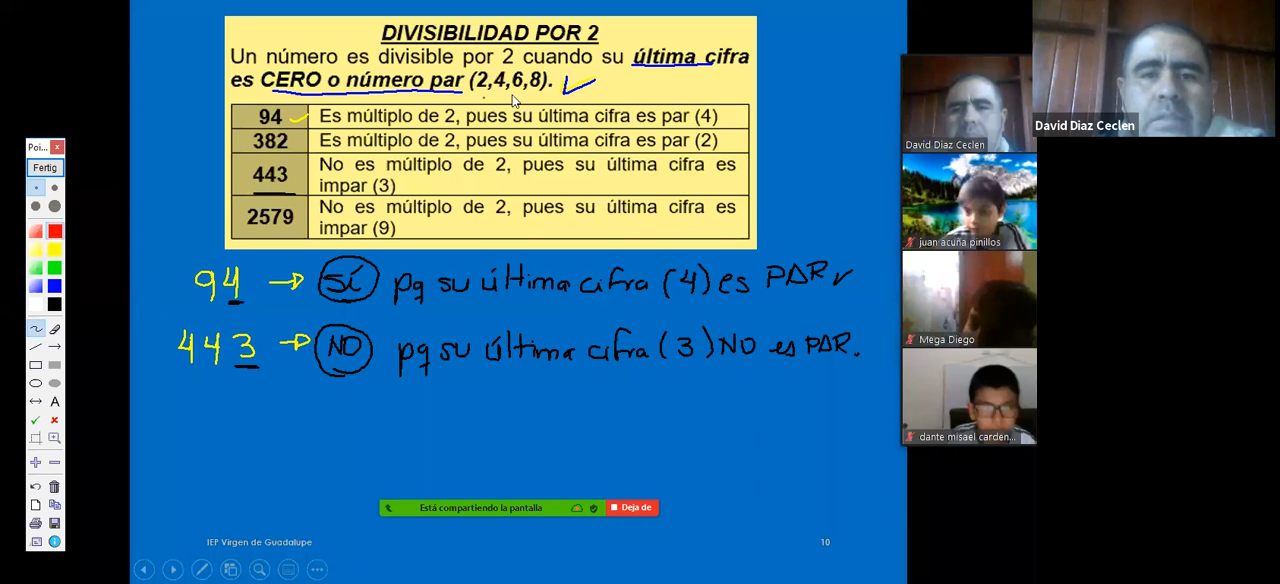 DIVISIBILIDAD POR 2
Un número es divisible por 2 cuando su última cifra
es CERO o número par (2,4,6,8).
94 Es múltiplo de 2, pues su última cifra es par (4)
382 Es múltiplo de 2, pues su última cifra es par (2)
443 No es múltiplo de 2, pues su última cifra es
impar (3)
2579 No es múltiplo de 2, pues su última cifra es
impar (9)
94 → SÍ pq su última cifra (4) es PAR ✓
443 → NO pq su última cifra (3) NO es PAR.
Poi...
Fertig
A
Está compartiendo la pantalla
Deja de
IEP Virgen de Guadalupe
10
David Diaz Ceclen
David Diaz Ceclen
juan acuña pinillos
Mega Diego
dante misael carden...